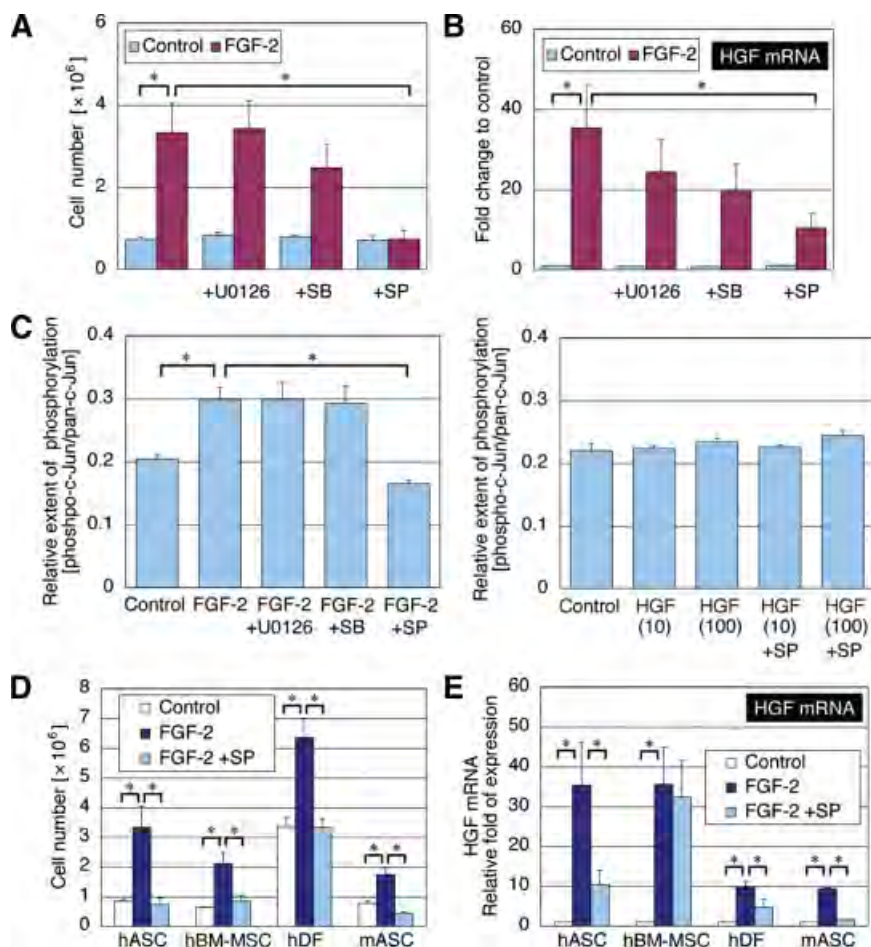 A
Cell number [×10⁶]
6
4
2
0
Control FGF-2
*
*
+U0126 +SB +SP
B
Fold change to control
60
40
20
0
Control FGF-2
HGF mRNA
*
*
+U0126 +SB +SP
C
Relative extent of phosphorylation
[phoshpo-c-Jun/pan-c-Jun]
0.4
0.3
0.2
0.1
0
*
*
Control FGF-2 FGF-2 FGF-2 FGF-2
+U0126 +SB +SP
Relative extent of phosphorylation
[phospho-c-Jun/pan-c-Jun]
0.4
0.3
0.2
0.1
0
Control HGF HGF HGF HGF
(10) (100) (10) (100)
+SP +SP
D
Cell number [×10⁶]
8
7
6
5
4
3
2
1
0
Control
FGF-2
FGF-2 +SP
* *
* *
* *
* *
hASC hBM-MSC hDF mASC
E
HGF mRNA
Relative fold of expression
60
50
40
30
20
10
0
HGF mRNA
Control
FGF-2
FGF-2 +SP
* *
*
* *
* *
hASC hBM-MSC hDF mASC